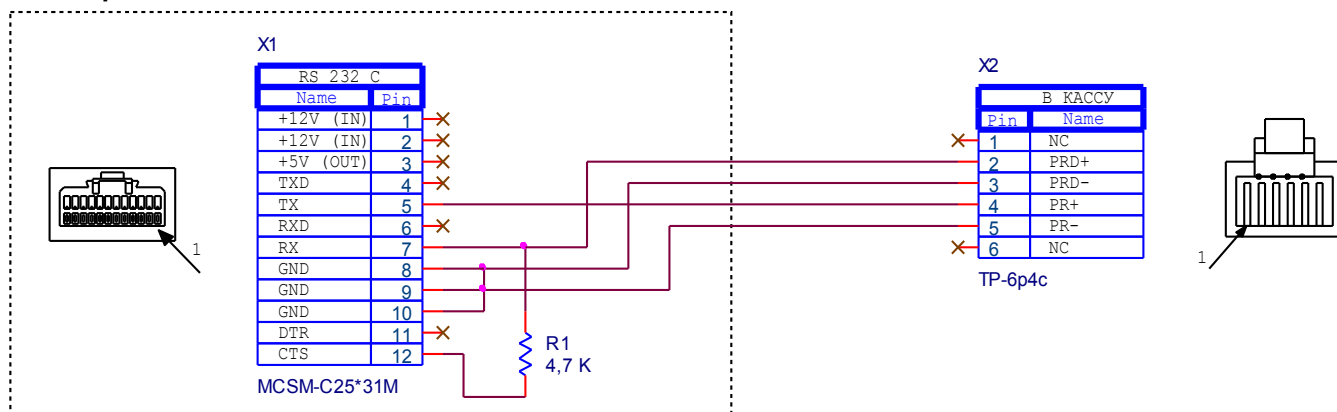 X1
RS 232 C
Name Pin
+12V (IN) 1
+12V (IN) 2
+5V (OUT) 3
TXD 4
TX 5
RXD 6
RX 7
GND 8
GND 9
GND 10
DTR 11
CTS 12
MCSM-C25*31M
1
R1
4,7 K
X2
В КАССУ
Pin Name
1 NC
2 PRD+
3 PRD-
4 PR+
5 PR-
6 NC
TP-6p4c
1